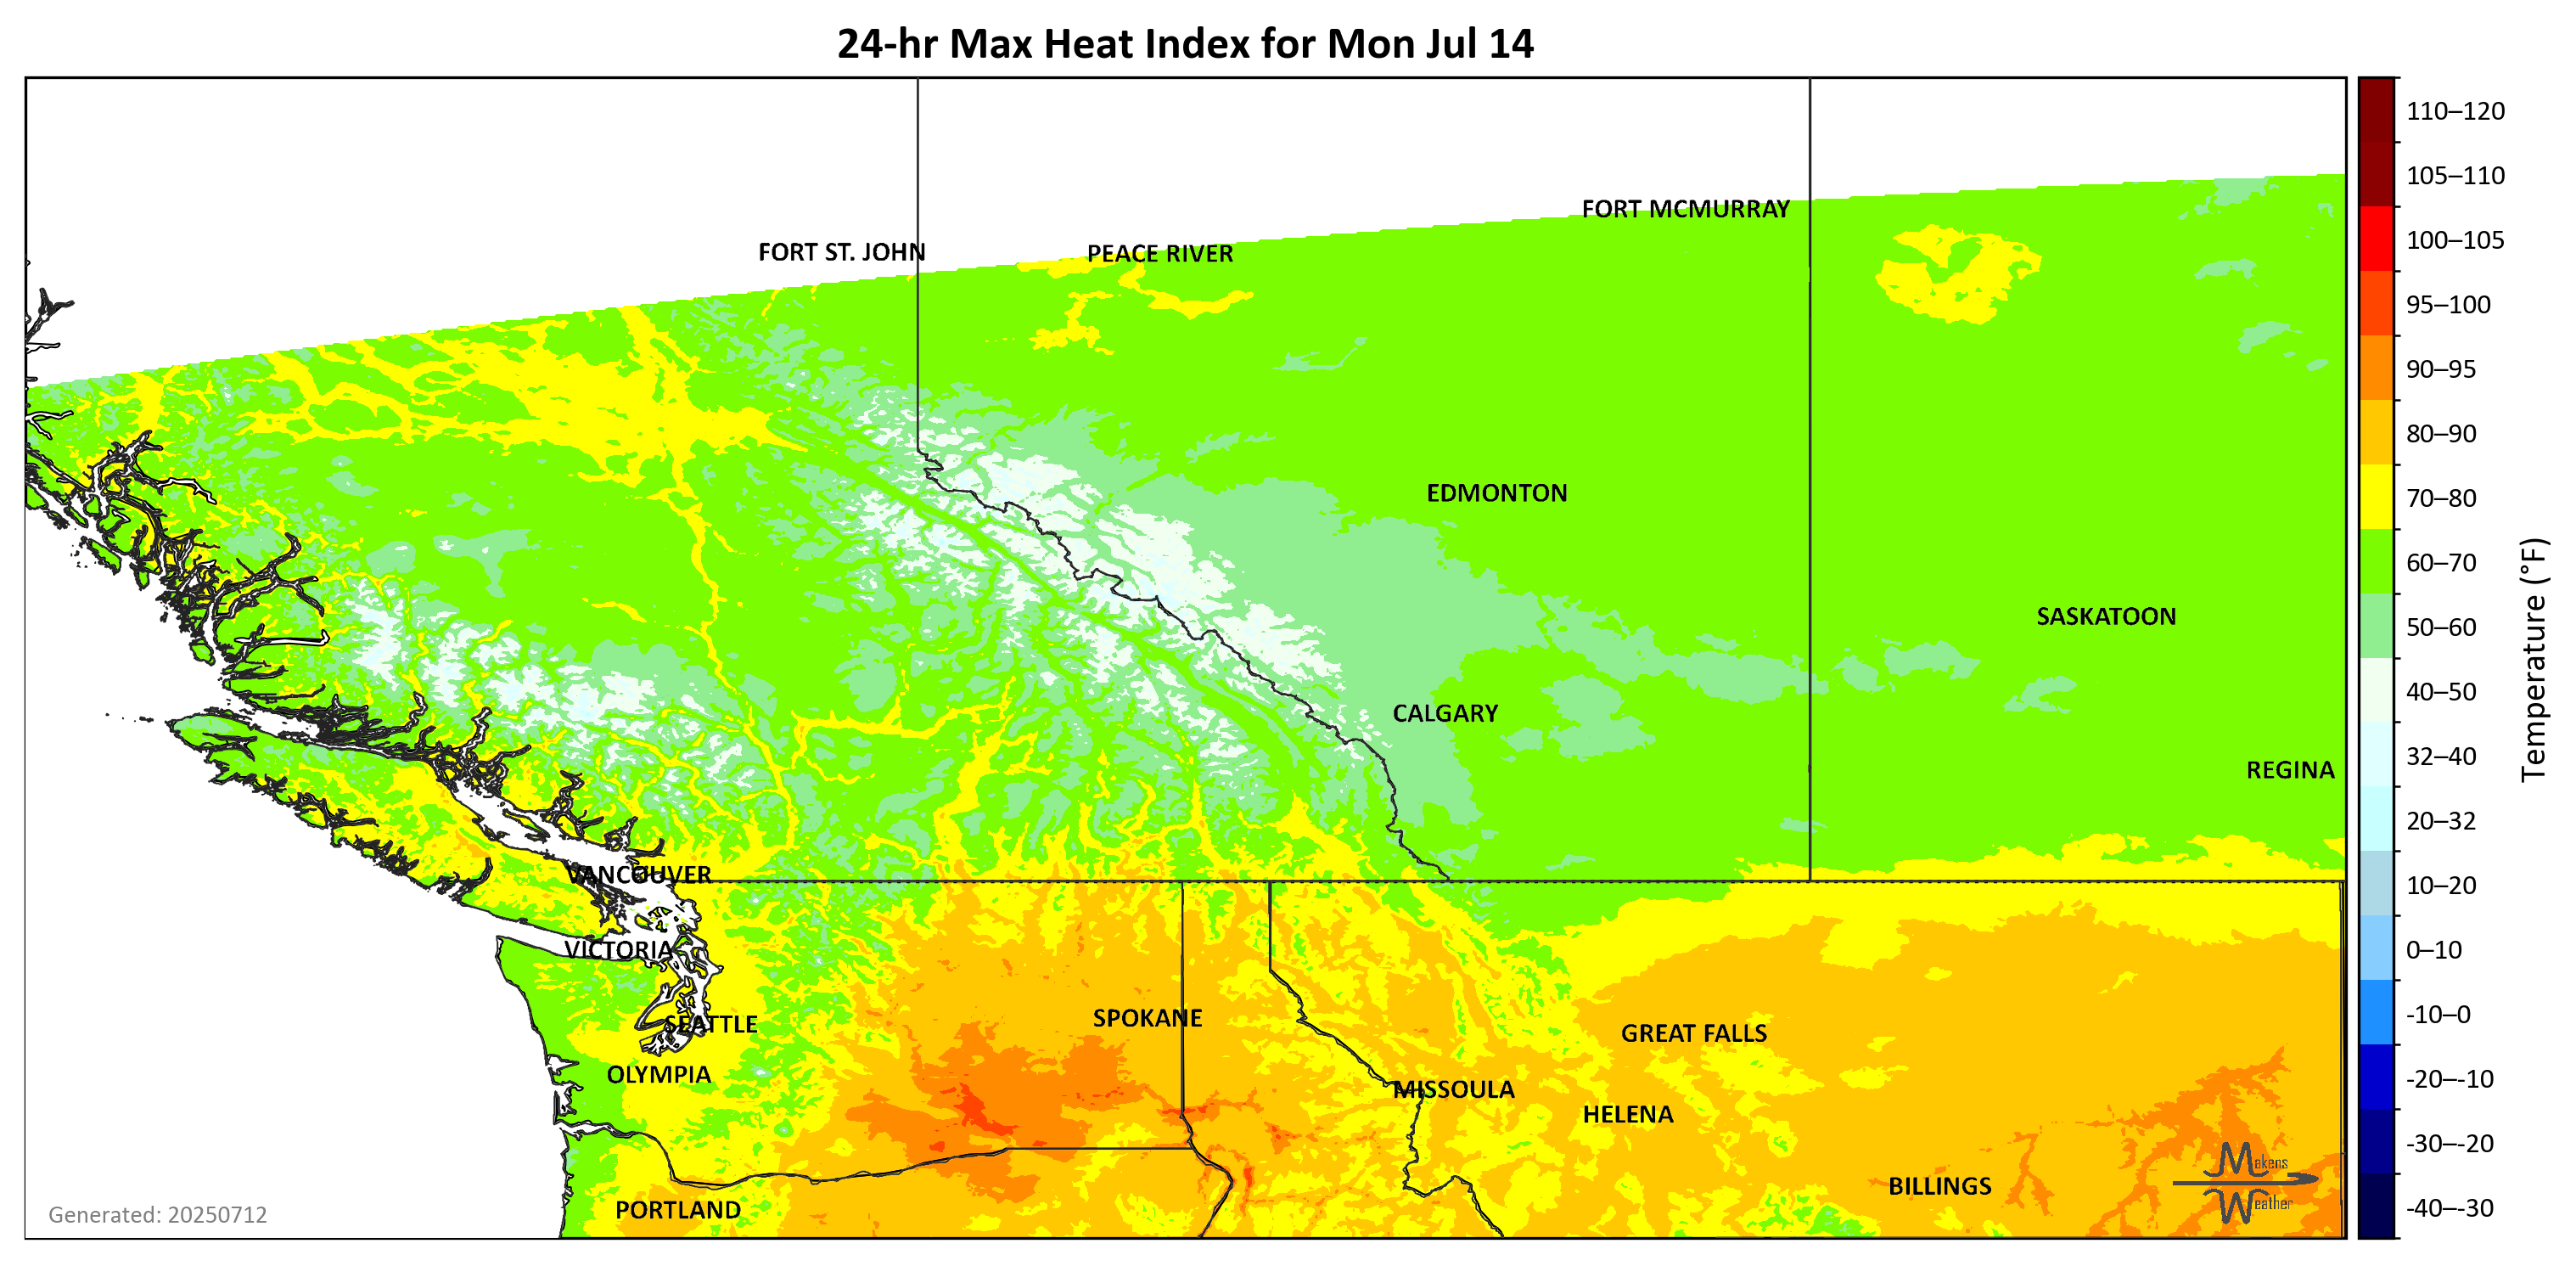 24-hr Max Heat Index for Mon Jul 14
FORT MCMURRAY
FORT ST. JOHN
PEACE RIVER
EDMONTON
SASKATOON
CALGARY
REGINA
VANCOUVER
VICTORIA
SEATTLE
SPOKANE
GREAT FALLS
OLYMPIA
MISSOULA
HELENA
PORTLAND
BILLINGS
Makens
Weather
Generated: 20250712
110–120
105–110
100–105
95–100
90–95
80–90
70–80
60–70
50–60
40–50
32–40
20–32
10–20
0–10
-10–0
-20–-10
-30–-20
-40–-30
Temperature (°F)